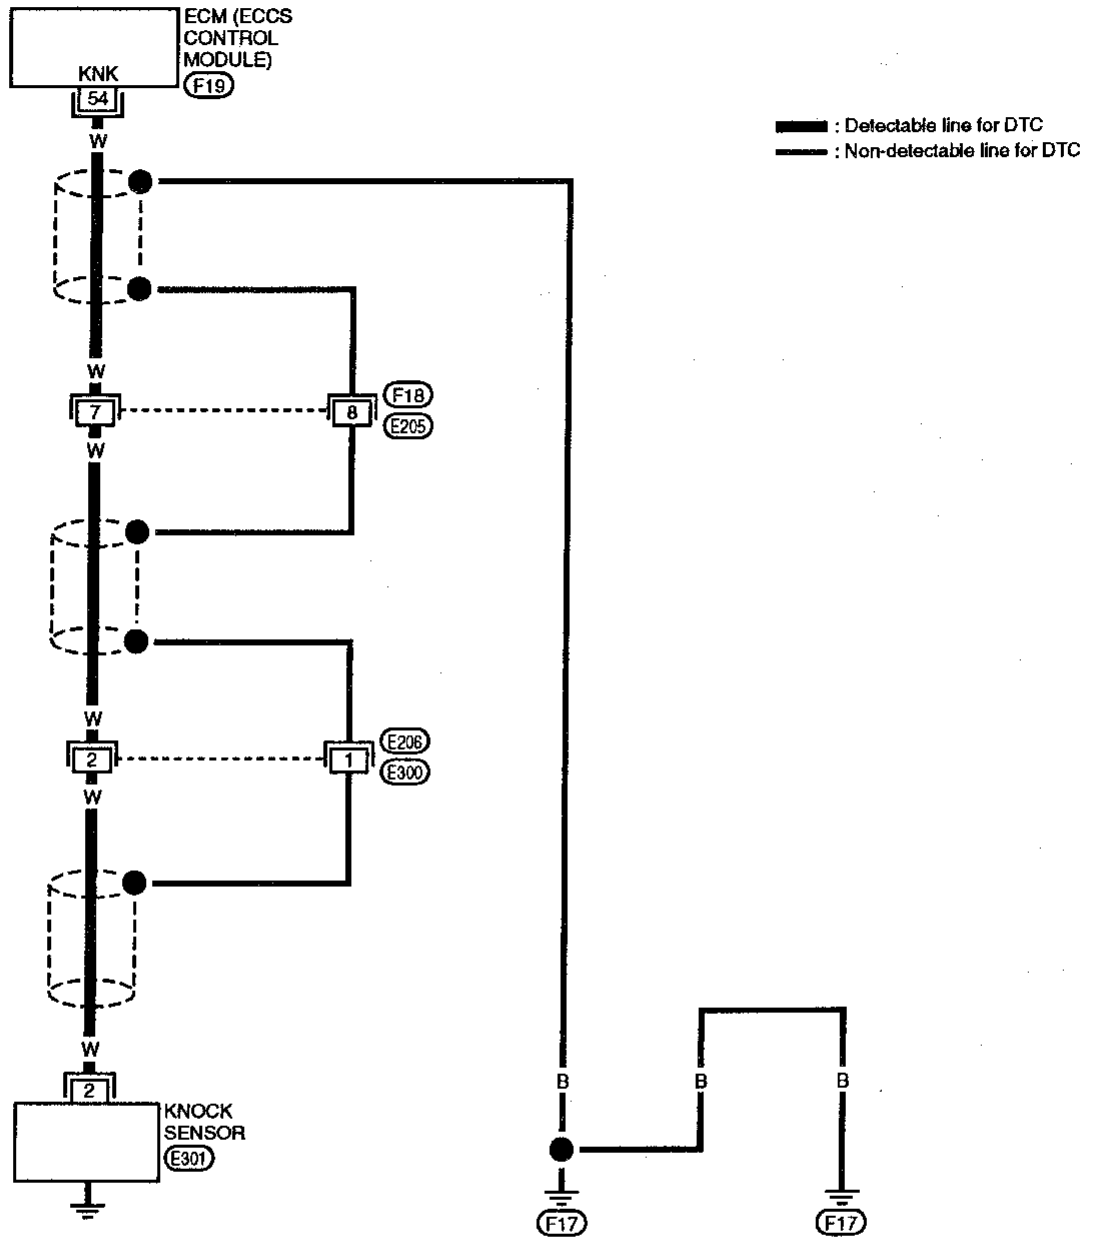 ECM (ECCS
CONTROL
MODULE)
F19
KNK
54
W
: Detectable line for DTC
: Non-detectable line for DTC
W
7
8
F18
E205
W
W
2
1
E206
E300
W
W
2
KNOCK
SENSOR
E301
B
B
B
F17
F17